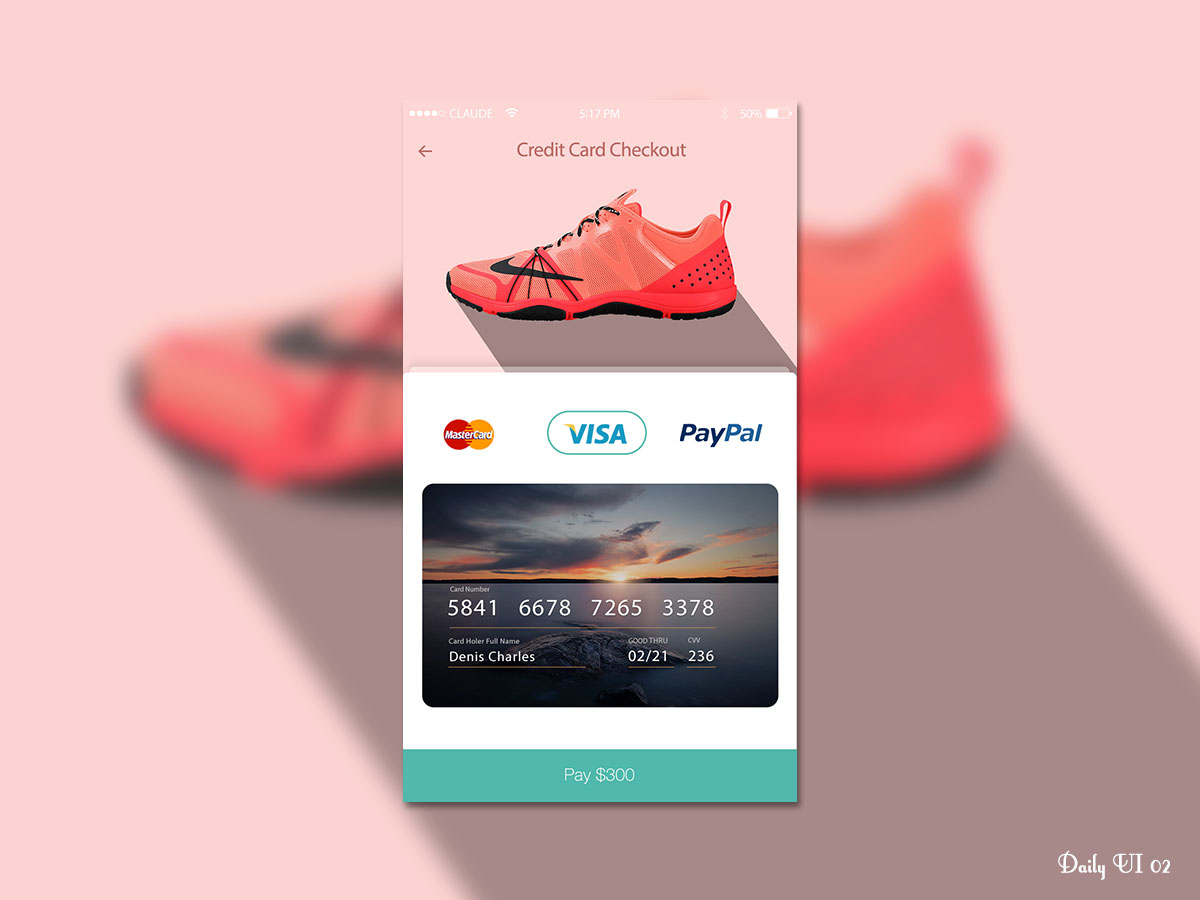 CLAUDE 5:17 PM 50%
Credit Card Checkout
MasterCard VISA PayPal
Card Number
5841 6678 7265 3378
Card Holer Full Name GOOD THRU CVV
Denis Charles 02/21 236
Pay $300
Daily UI 02